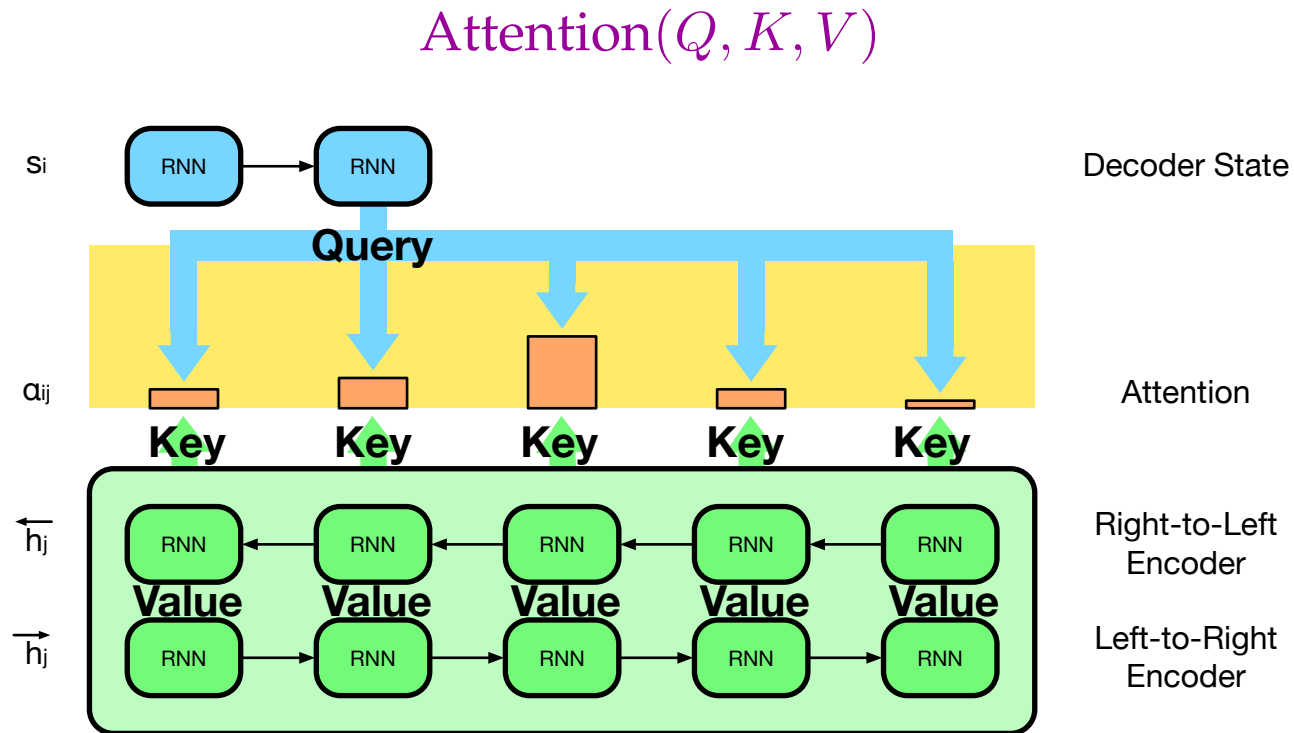 Attention(Q, K, V)
si RNN RNN Decoder State
Query
αij Attention
Key Key Key Key Key
hj RNN RNN RNN RNN RNN Right-to-Left
Encoder
Value Value Value Value Value
hj RNN RNN RNN RNN RNN Left-to-Right
Encoder